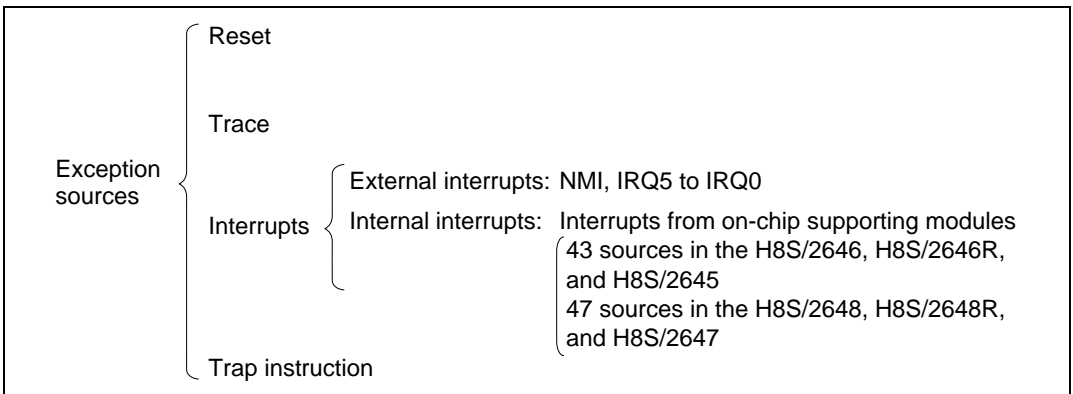 Reset
Trace
Exception
sources
Interrupts
External interrupts: NMI, IRQ5 to IRQ0
Internal interrupts: Interrupts from on-chip supporting modules
43 sources in the H8S/2646, H8S/2646R,
and H8S/2645
47 sources in the H8S/2648, H8S/2648R,
and H8S/2647
Trap instruction